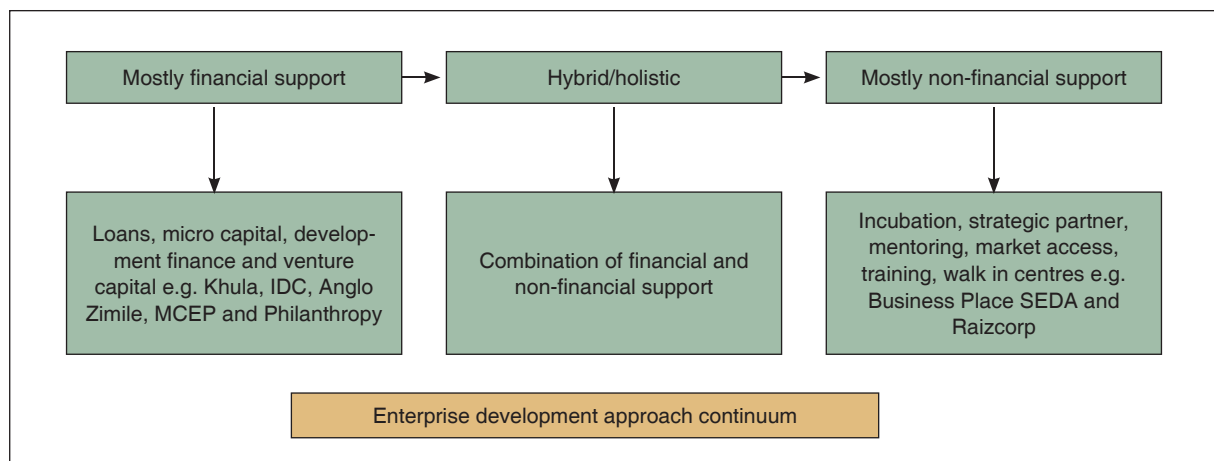 Mostly financial support
Hybrid/holistic
Mostly non-financial support
Loans, micro capital, develop-
ment finance and venture
capital e.g. Khula, IDC, Anglo
Zimile, MCEP and Philanthropy
Combination of financial and
non-financial support
Incubation, strategic partner,
mentoring, market access,
training, walk in centres e.g.
Business Place SEDA and
Raizcorp
Enterprise development approach continuum